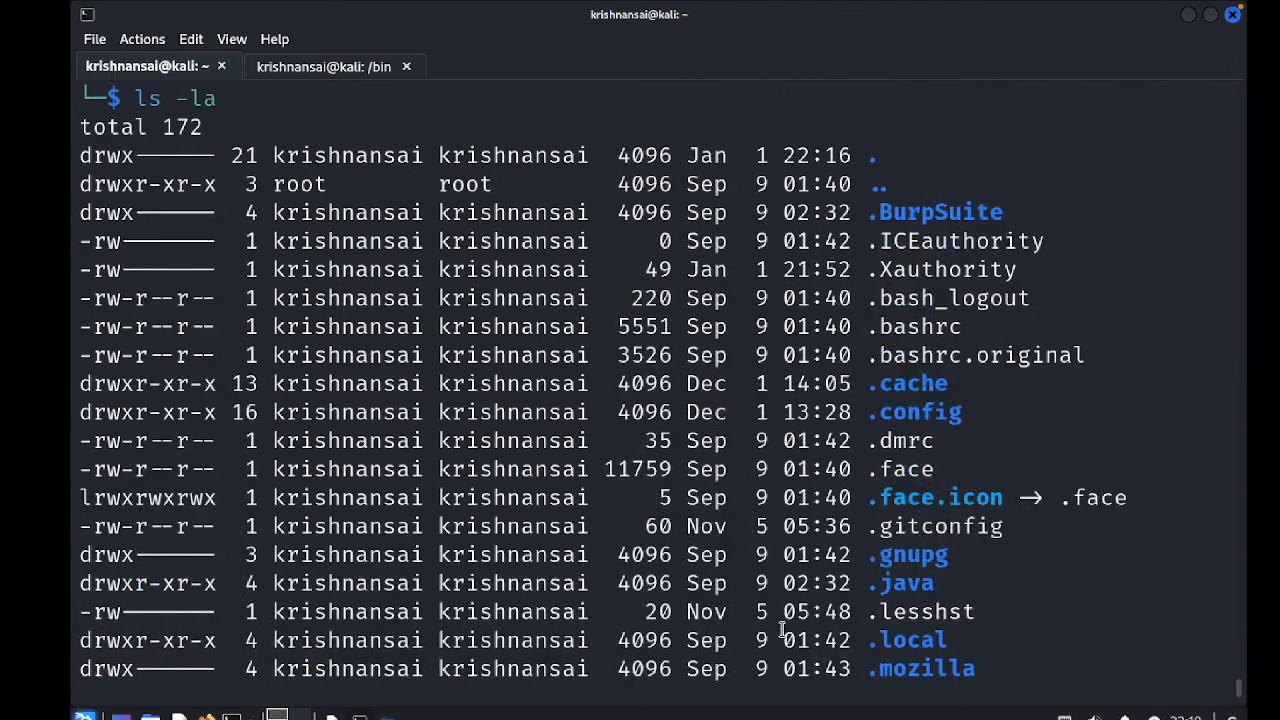 krishnansai@kali: ~
File Actions Edit View Help
krishnansai@kali: ~ × krishnansai@kali: /bin ×
└─$ ls -la
total 172
drwx------ 21 krishnansai krishnansai 4096 Jan 1 22:16 .
drwxr-xr-x 3 root root 4096 Sep 9 01:40 ..
drwx------ 4 krishnansai krishnansai 4096 Sep 9 02:32 .BurpSuite
-rw------- 1 krishnansai krishnansai 0 Sep 9 01:42 .ICEauthority
-rw------- 1 krishnansai krishnansai 49 Jan 1 21:52 .Xauthority
-rw-r--r-- 1 krishnansai krishnansai 220 Sep 9 01:40 .bash_logout
-rw-r--r-- 1 krishnansai krishnansai 5551 Sep 9 01:40 .bashrc
-rw-r--r-- 1 krishnansai krishnansai 3526 Sep 9 01:40 .bashrc.original
drwxr-xr-x 13 krishnansai krishnansai 4096 Dec 1 14:05 .cache
drwxr-xr-x 16 krishnansai krishnansai 4096 Dec 1 13:28 .config
-rw-r--r-- 1 krishnansai krishnansai 35 Sep 9 01:42 .dmrc
-rw-r--r-- 1 krishnansai krishnansai 11759 Sep 9 01:40 .face
lrwxrwxrwx 1 krishnansai krishnansai 5 Sep 9 01:40 .face.icon → .face
-rw-r--r-- 1 krishnansai krishnansai 60 Nov 5 05:36 .gitconfig
drwx------ 3 krishnansai krishnansai 4096 Sep 9 01:42 .gnupg
drwxr-xr-x 4 krishnansai krishnansai 4096 Sep 9 02:32 .java
-rw------- 1 krishnansai krishnansai 20 Nov 5 05:48 .lesshst
drwxr-xr-x 4 krishnansai krishnansai 4096 Sep 9 01:42 .local
drwx------ 4 krishnansai krishnansai 4096 Sep 9 01:43 .mozilla